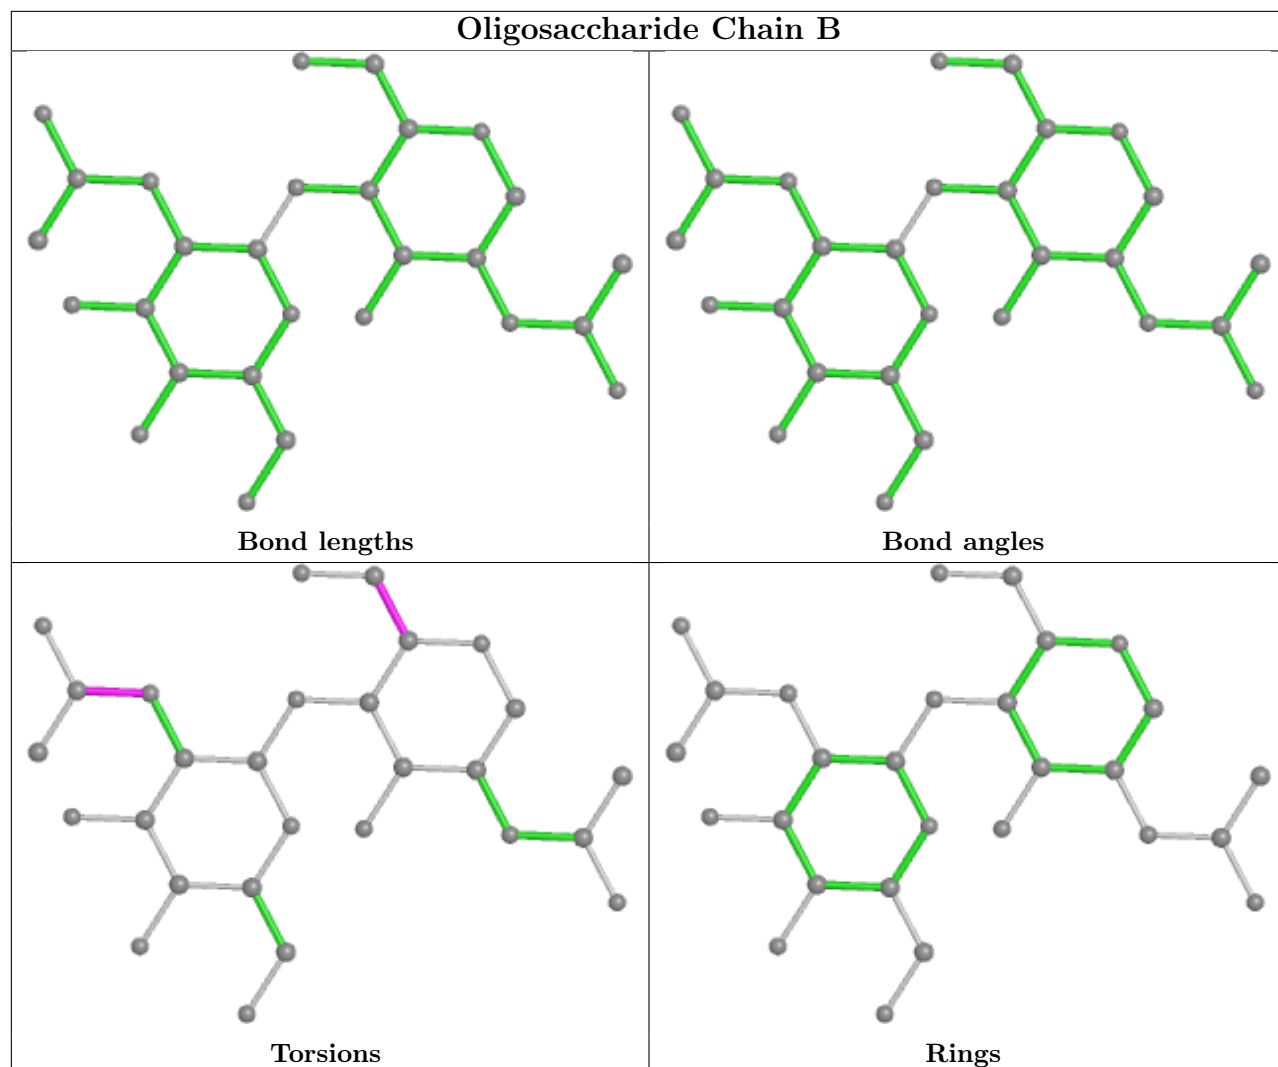 Oligosaccharide Chain B
Bond lengths
Bond angles
Torsions
Rings